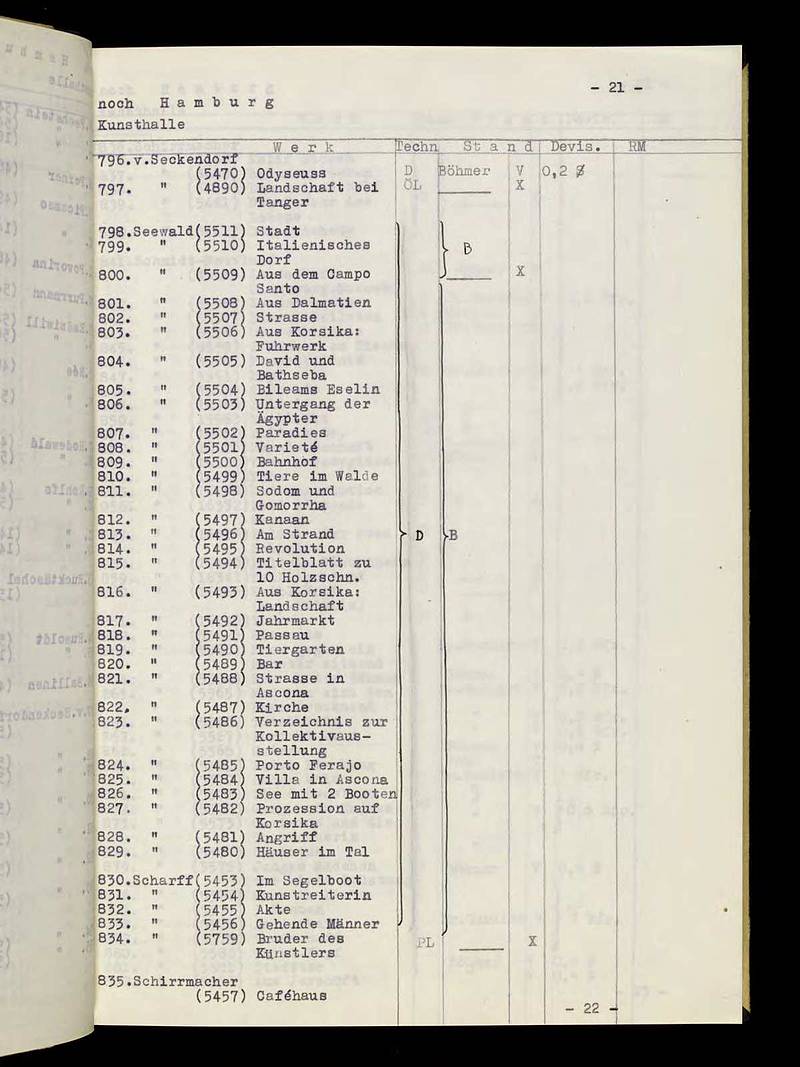 - 21 -
noch H a m b u r g
Kunsthalle
W e r k Techn S t a n d Devis. RM
796.v.Seckendorf
(5470) Odyseuss D Böhmer V 0,2 $
797. " (4890) Landschaft bei ÖL X
Tanger
798.Seewald(5511) Stadt
799. " (5510) Italienisches B
Dorf
800. " (5509) Aus dem Campo X
Santo
801. " (5508) Aus Dalmatien
802. " (5507) Strasse
803. " (5506) Aus Korsika:
Fuhrwerk
804. " (5505) David und
Bathseba
805. " (5504) Bileams Eselin
806. " (5503) Untergang der
Ägypter
807. " (5502) Paradies
808. " (5501) Varieté
809. " (5500) Bahnhof
810. " (5499) Tiere im Walde
811. " (5498) Sodom und
Gomorrha
812. " (5497) Kanaan
813. " (5496) Am Strand D B
814. " (5495) Revolution
815. " (5494) Titelblatt zu
10 Holzschn.
816. " (5493) Aus Korsika:
Landschaft
817. " (5492) Jahrmarkt
818. " (5491) Passau
819. " (5490) Tiergarten
820. " (5489) Bar
821. " (5488) Strasse in
Ascona
822. " (5487) Kirche
823. " (5486) Verzeichnis zur
Kollektivaus-
stellung
824. " (5485) Porto Ferajo
825. " (5484) Villa in Ascona
826. " (5483) See mit 2 Booten
827. " (5482) Prozession auf
Korsika
828. " (5481) Angriff
829. " (5480) Häuser im Tal
830.Scharff(5453) Im Segelboot
831. " (5454) Kunstreiterin
832. " (5455) Akte
833. " (5456) Gehende Männer
834. " (5759) Bruder des PL X
Künstlers
835.Schirrmacher
(5457) Caféhaus
- 22 -